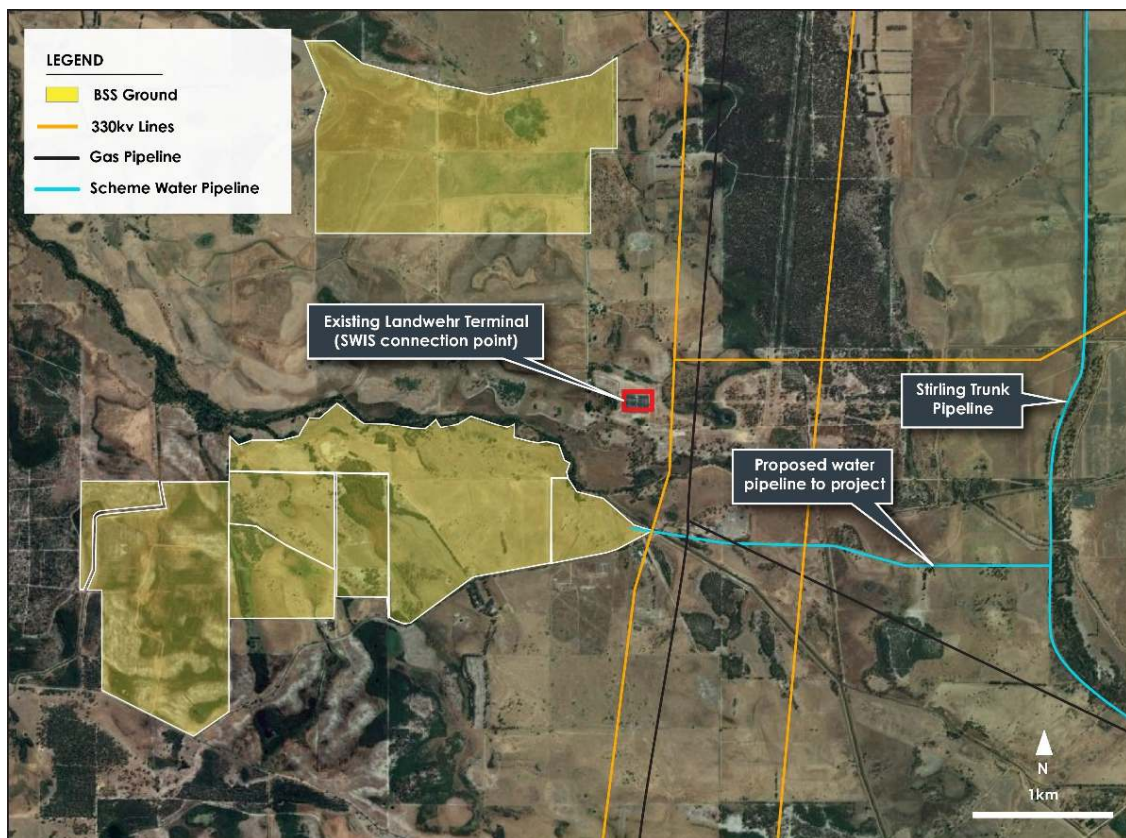 LEGEND
BSS Ground
330kv Lines
Gas Pipeline
Scheme Water Pipeline
Existing Landwehr Terminal
(SWIS connection point)
Stirling Trunk
Pipeline
Proposed water
pipeline to project
N
1km